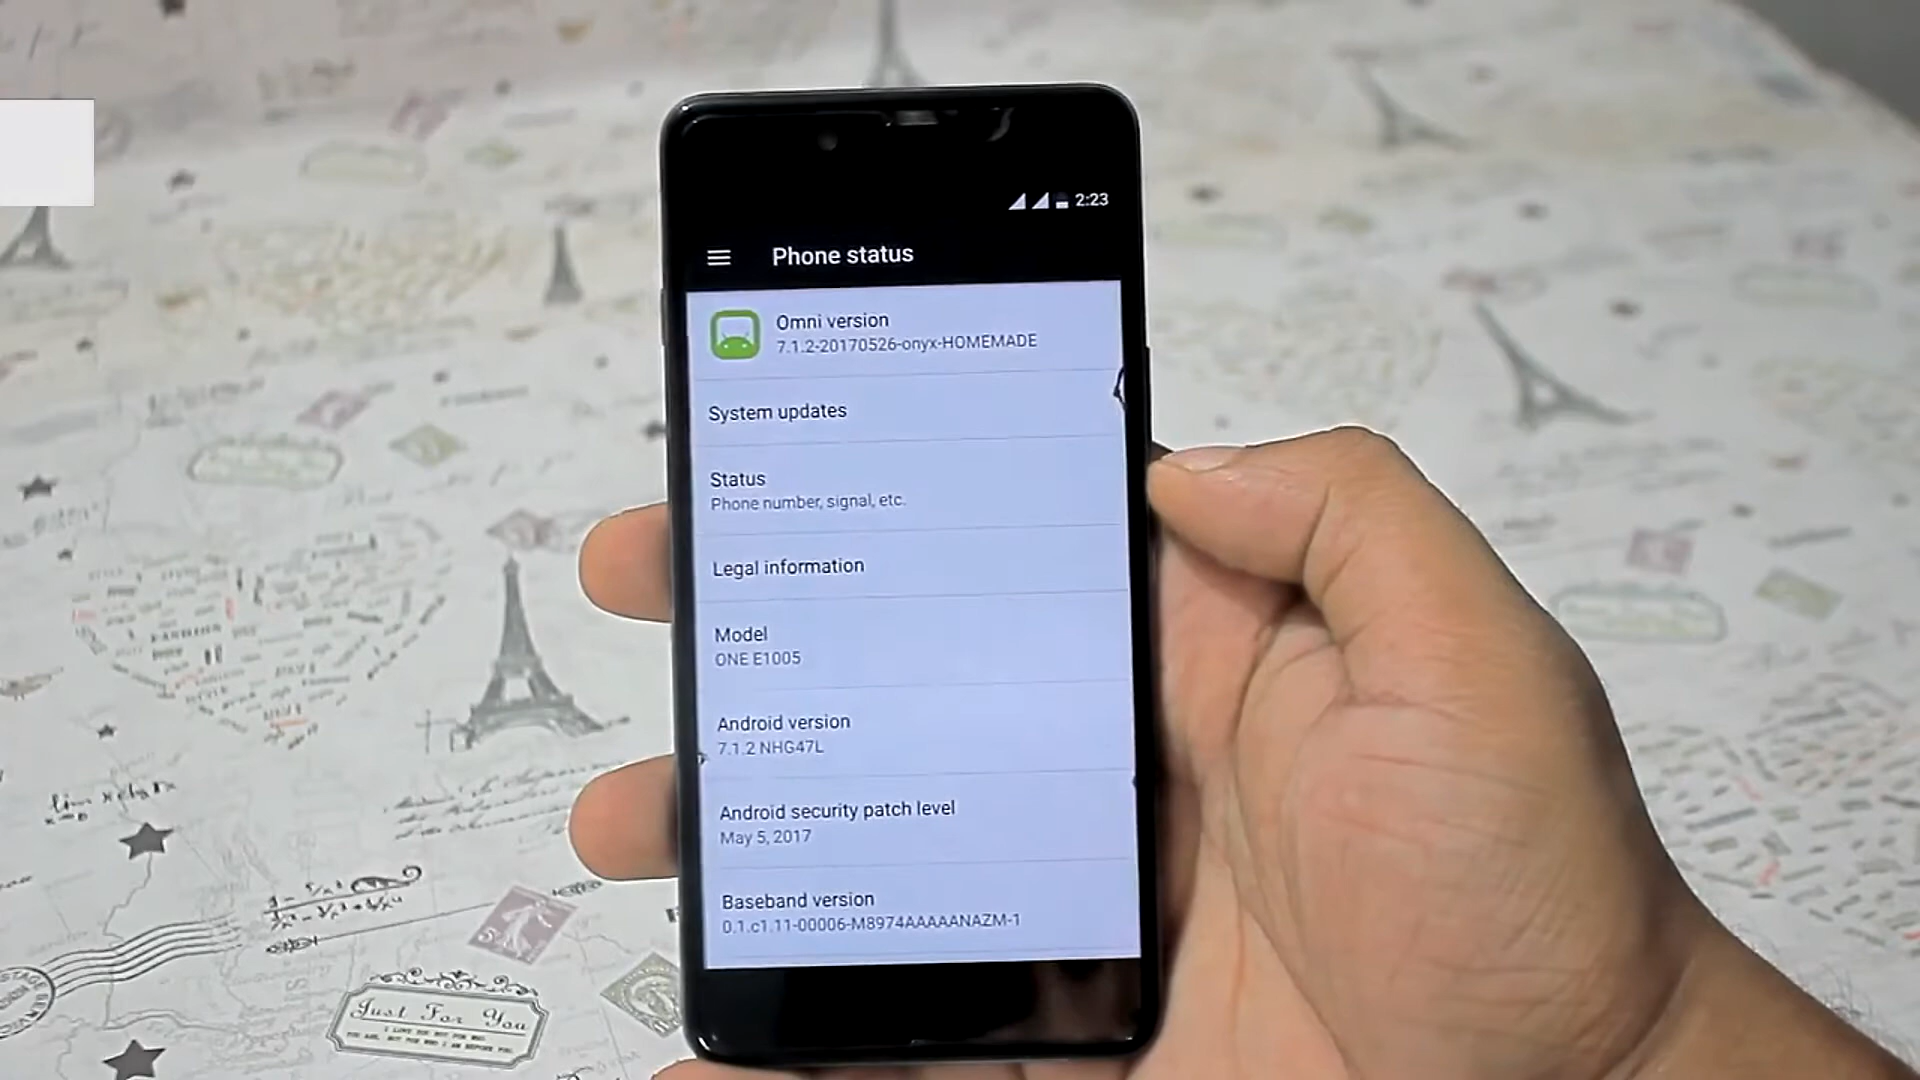 2:23
Phone status
Omni version
7.1.2-20170526-onyx-HOMEMADE
System updates
Status
Phone number, signal, etc.
Legal information
Model
ONE E1005
Android version
7.1.2 NHG47L
Android security patch level
May 5, 2017
Baseband version
0.1.c1.11-00006-M8974AAAAANAZM-1
Just For You